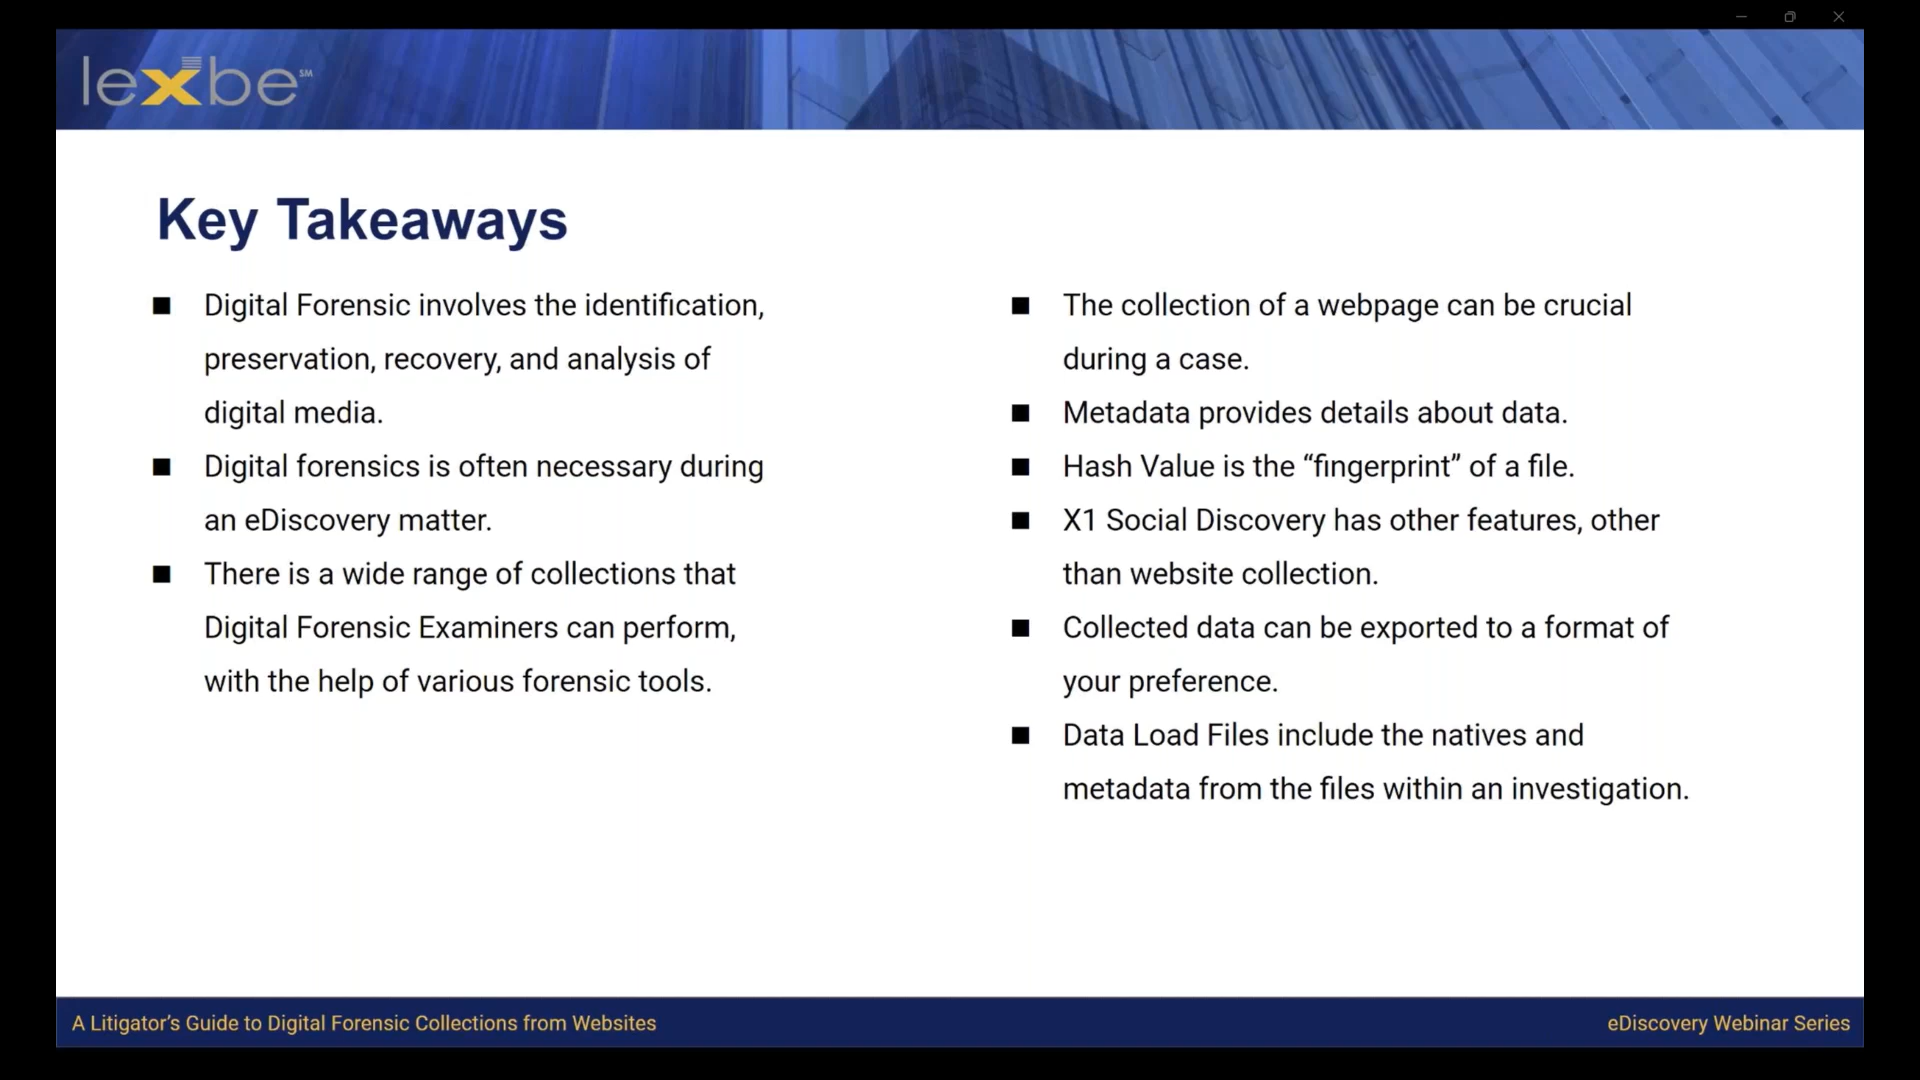 lexbe SM
Key Takeaways
■ Digital Forensic involves the identification,
preservation, recovery, and analysis of
digital media.
■ Digital forensics is often necessary during
an eDiscovery matter.
■ There is a wide range of collections that
Digital Forensic Examiners can perform,
with the help of various forensic tools.
■ The collection of a webpage can be crucial
during a case.
■ Metadata provides details about data.
■ Hash Value is the “fingerprint” of a file.
■ X1 Social Discovery has other features, other
than website collection.
■ Collected data can be exported to a format of
your preference.
■ Data Load Files include the natives and
metadata from the files within an investigation.
A Litigator’s Guide to Digital Forensic Collections from Websites
eDiscovery Webinar Series